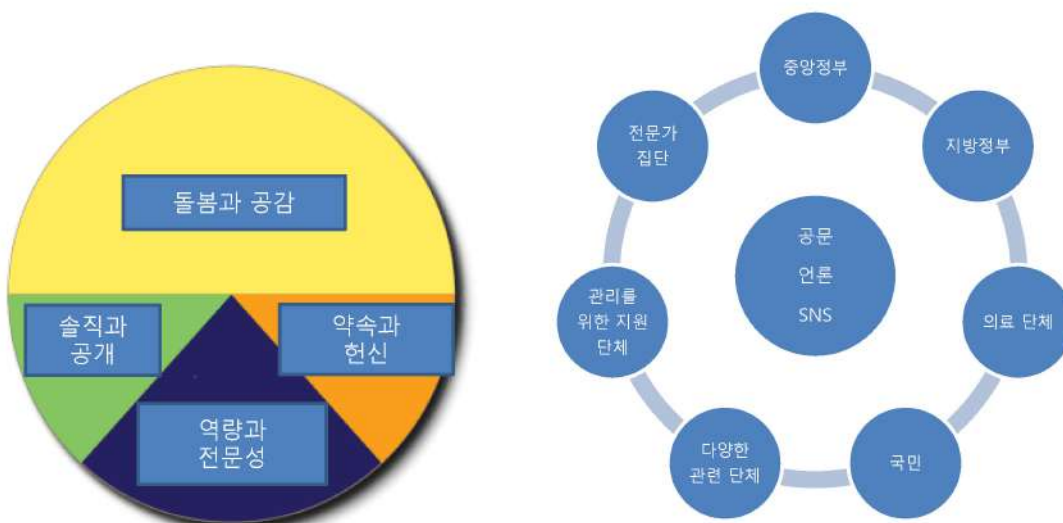 돌봄과 공감
솔직과
공개
약속과
헌신
역량과
전문성
중앙정부
지방정부
의료 단체
국민
다양한
관련 단체
관리를
위한 지원
단체
전문가
집단
공문
언론
SNS